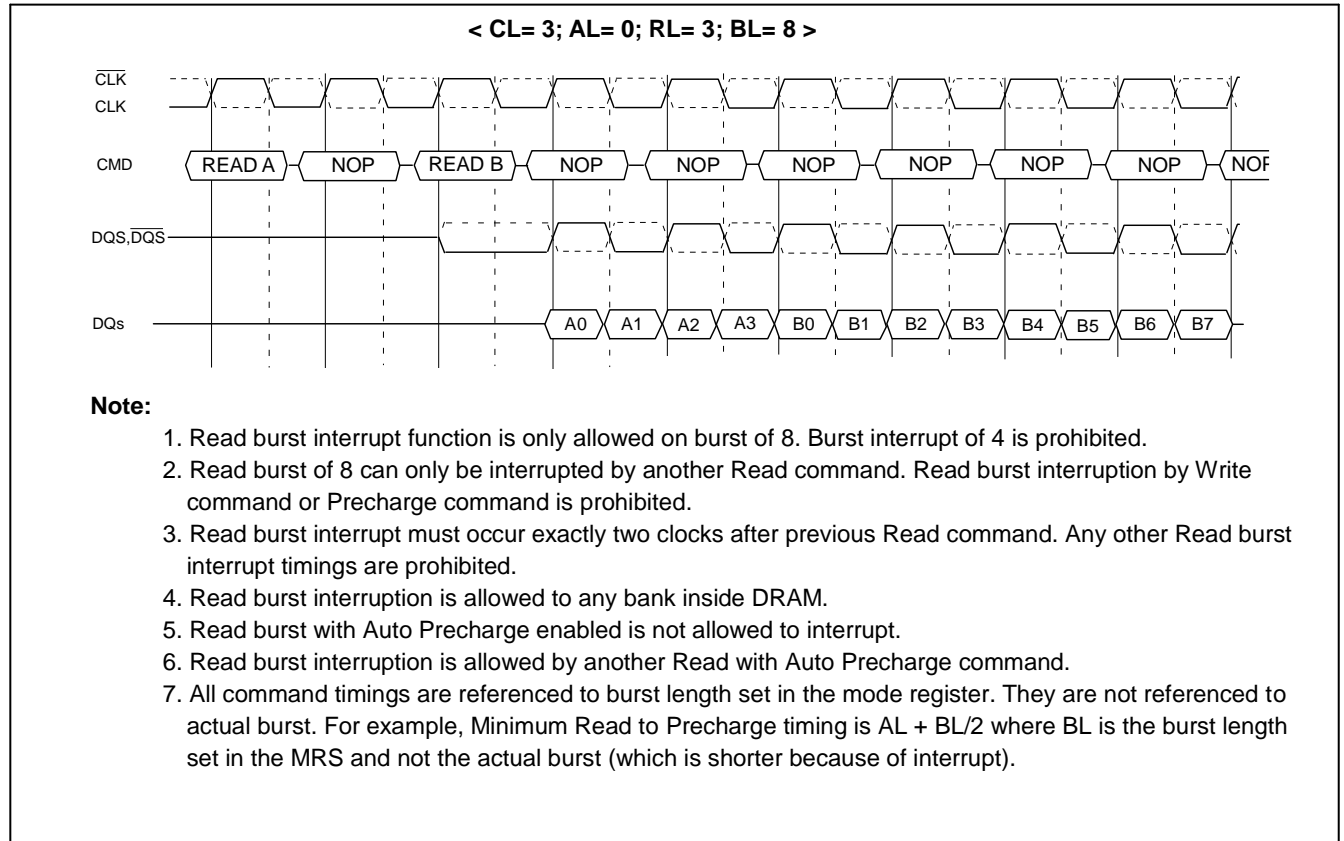 < CL= 3; AL= 0; RL= 3; BL= 8 >
CLK
CLK
CMD READ A NOP READ B NOP NOP NOP NOP NOP NOP NOP
DQS,DQS
DQs A0 A1 A2 A3 B0 B1 B2 B3 B4 B5 B6 B7
Note:
1. Read burst interrupt function is only allowed on burst of 8. Burst interrupt of 4 is prohibited.
2. Read burst of 8 can only be interrupted by another Read command. Read burst interruption by Write
command or Precharge command is prohibited.
3. Read burst interrupt must occur exactly two clocks after previous Read command. Any other Read burst
interrupt timings are prohibited.
4. Read burst interruption is allowed to any bank inside DRAM.
5. Read burst with Auto Precharge enabled is not allowed to interrupt.
6. Read burst interruption is allowed by another Read with Auto Precharge command.
7. All command timings are referenced to burst length set in the mode register. They are not referenced to
actual burst. For example, Minimum Read to Precharge timing is AL + BL/2 where BL is the burst length
set in the MRS and not the actual burst (which is shorter because of interrupt).